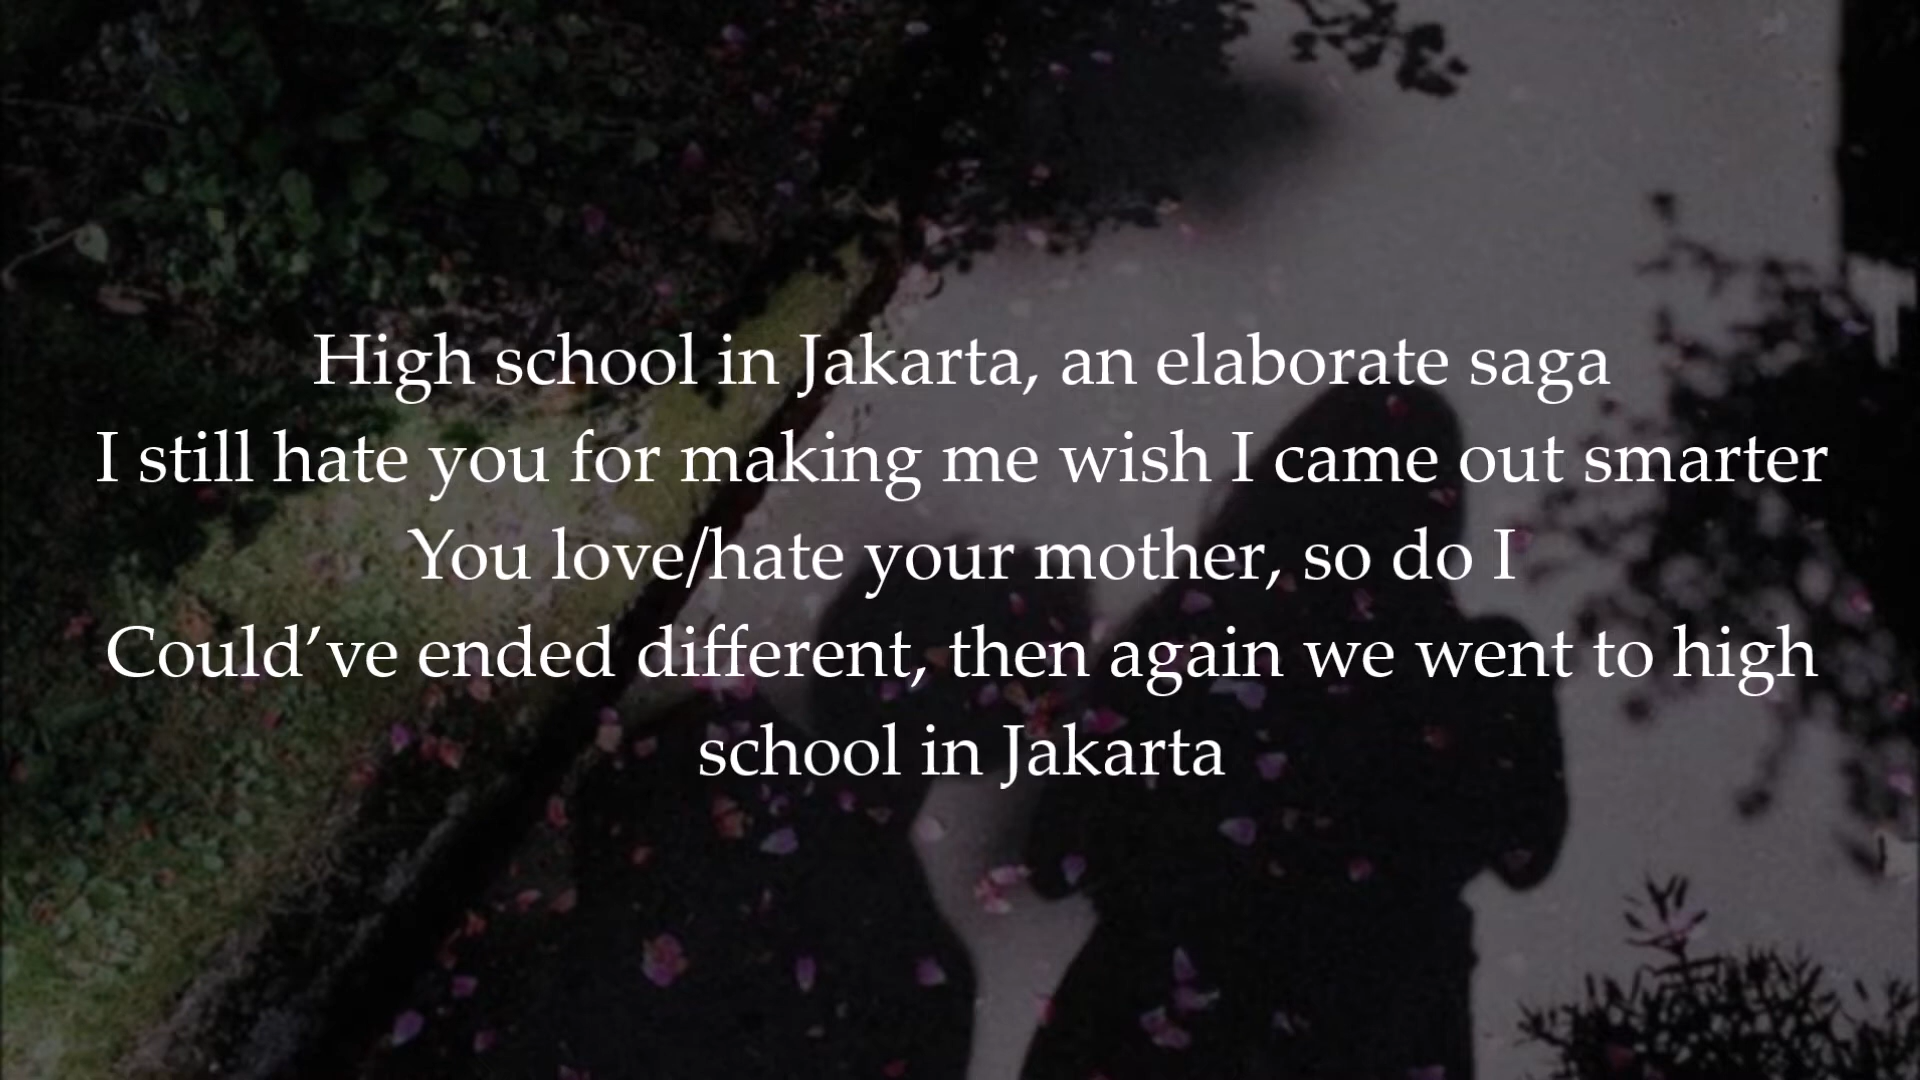 High school in Jakarta, an elaborate saga
I still hate you for making me wish I came out smarter
You love/hate your mother, so do I
Could’ve ended different, then again we went to high
school in Jakarta